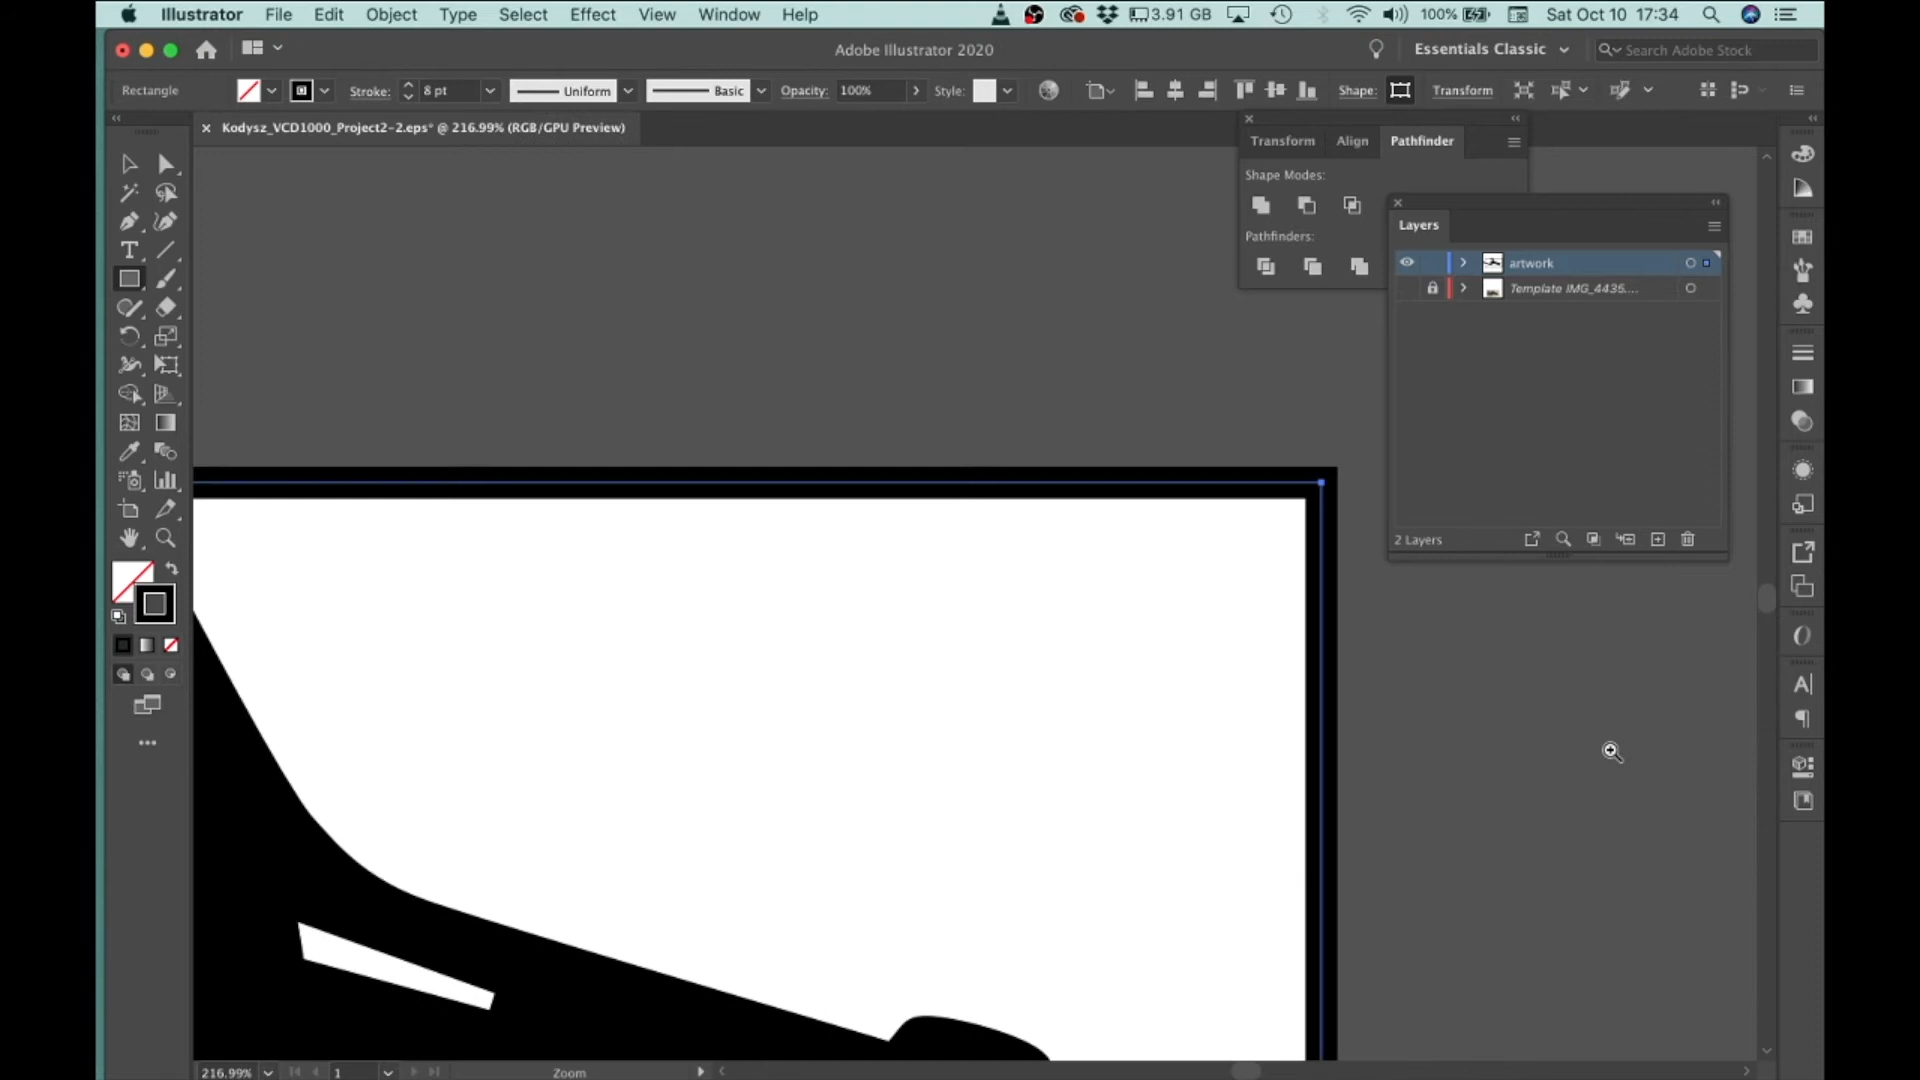 Illustrator File Edit Object Type Select Effect View Window Help 3.91 GB 100% Sat Oct 10 17:34
Adobe Illustrator 2020 Essentials Classic Search Adobe Stock
Rectangle Stroke: 8 pt Uniform Basic Opacity: 100% Style: Shape: Transform
Kodysz_VCD1000_Project2-2.eps* @ 216.99% (RGB/GPU Preview)
Transform Align Pathfinder
Shape Modes:
Pathfinders:
Layers
artwork
Template IMG_4435....
2 Layers
216.99% 1 Zoom